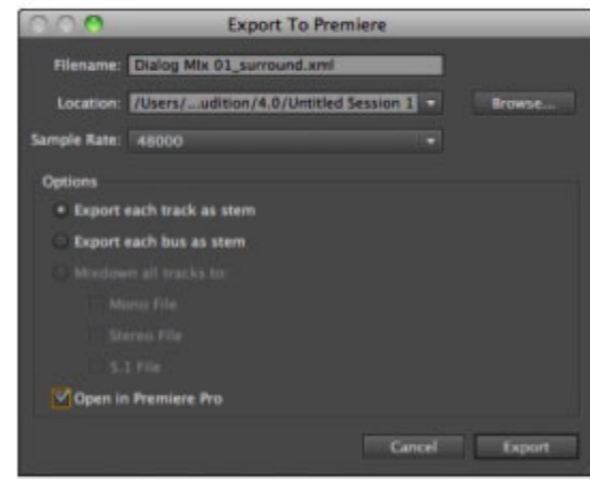 Export To Premiere
Filename: Dialog MIx 01_surround.xml
Location: /Users/...udition/4.0/Untitled Session 1 Browse...
Sample Rate: 48000
Options
Export each track as stem
Export each bus as stem
Mixdown all tracks to:
Mono File
Stereo File
5.1 File
Open in Premiere Pro
Cancel Export